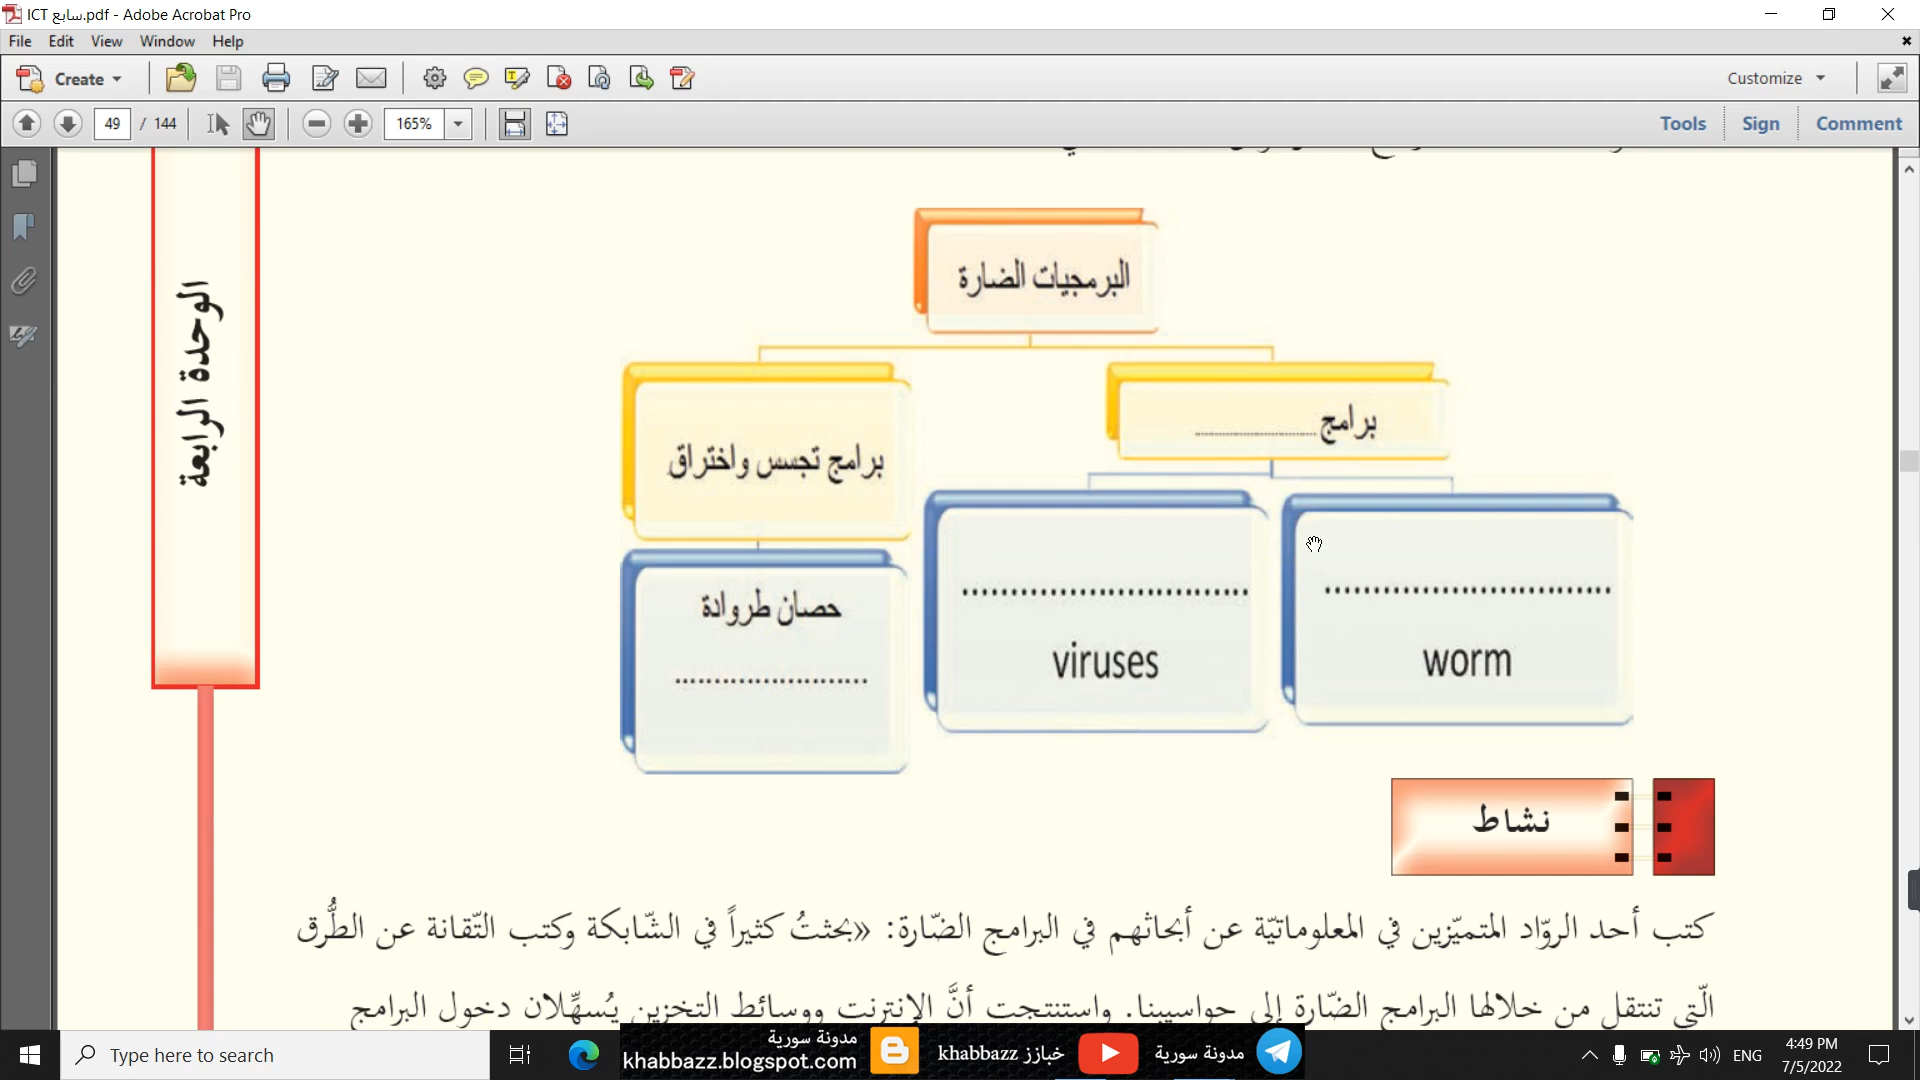 ICT سابع.pdf - Adobe Acrobat Pro
File Edit View Window Help
Create
Customize
49 / 144
165%
Tools Sign Comment
الوحدة الرابعة
البرمجيات الضارة
برامج ....................
برامج تجسس واختراق
..............................
worm
..............................
viruses
حصان طروادة
.........................
نشاط
كتب أحد الروّاد المتميّزين في المعلوماتيّة عن أبحاثهم في البرامج الضّارة: «بحثتُ كثيراً في الشّابكة وكتب التّقانة عن الطُّرق
الّتي تنتقل من خلالها البرامج الضّارة إلى حواسيبنا. واستنتجت أنَّ الإنترنت ووسائط التخزين يُسهِّلان دخول البرامج
Type here to search
مدونة سورية
khabbazz.blogspot.com
خبازز khabbazz
مدونة سورية
ENG
4:49 PM
7/5/2022